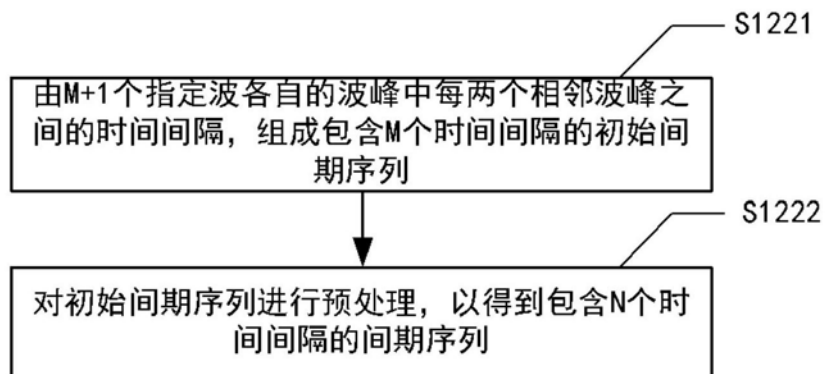 S1221
由M+1个指定波各自的波峰中每两个相邻波峰之
间的时间间隔，组成包含M个时间间隔的初始间
期序列
S1222
对初始间期序列进行预处理，以得到包含N个时
间间隔的间期序列